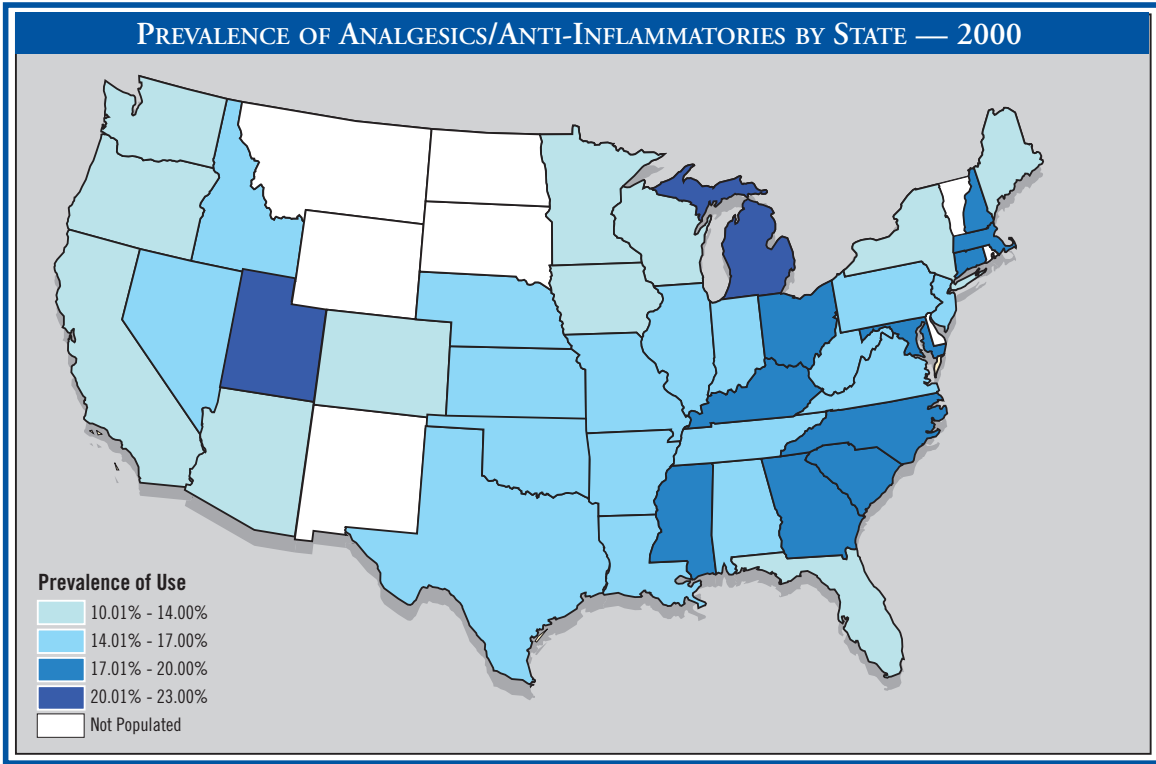 PREVALENCE OF ANALGESICS/ANTI-INFLAMMATORIES BY STATE — 2000
Prevalence of Use
10.01% - 14.00%
14.01% - 17.00%
17.01% - 20.00%
20.01% - 23.00%
Not Populated